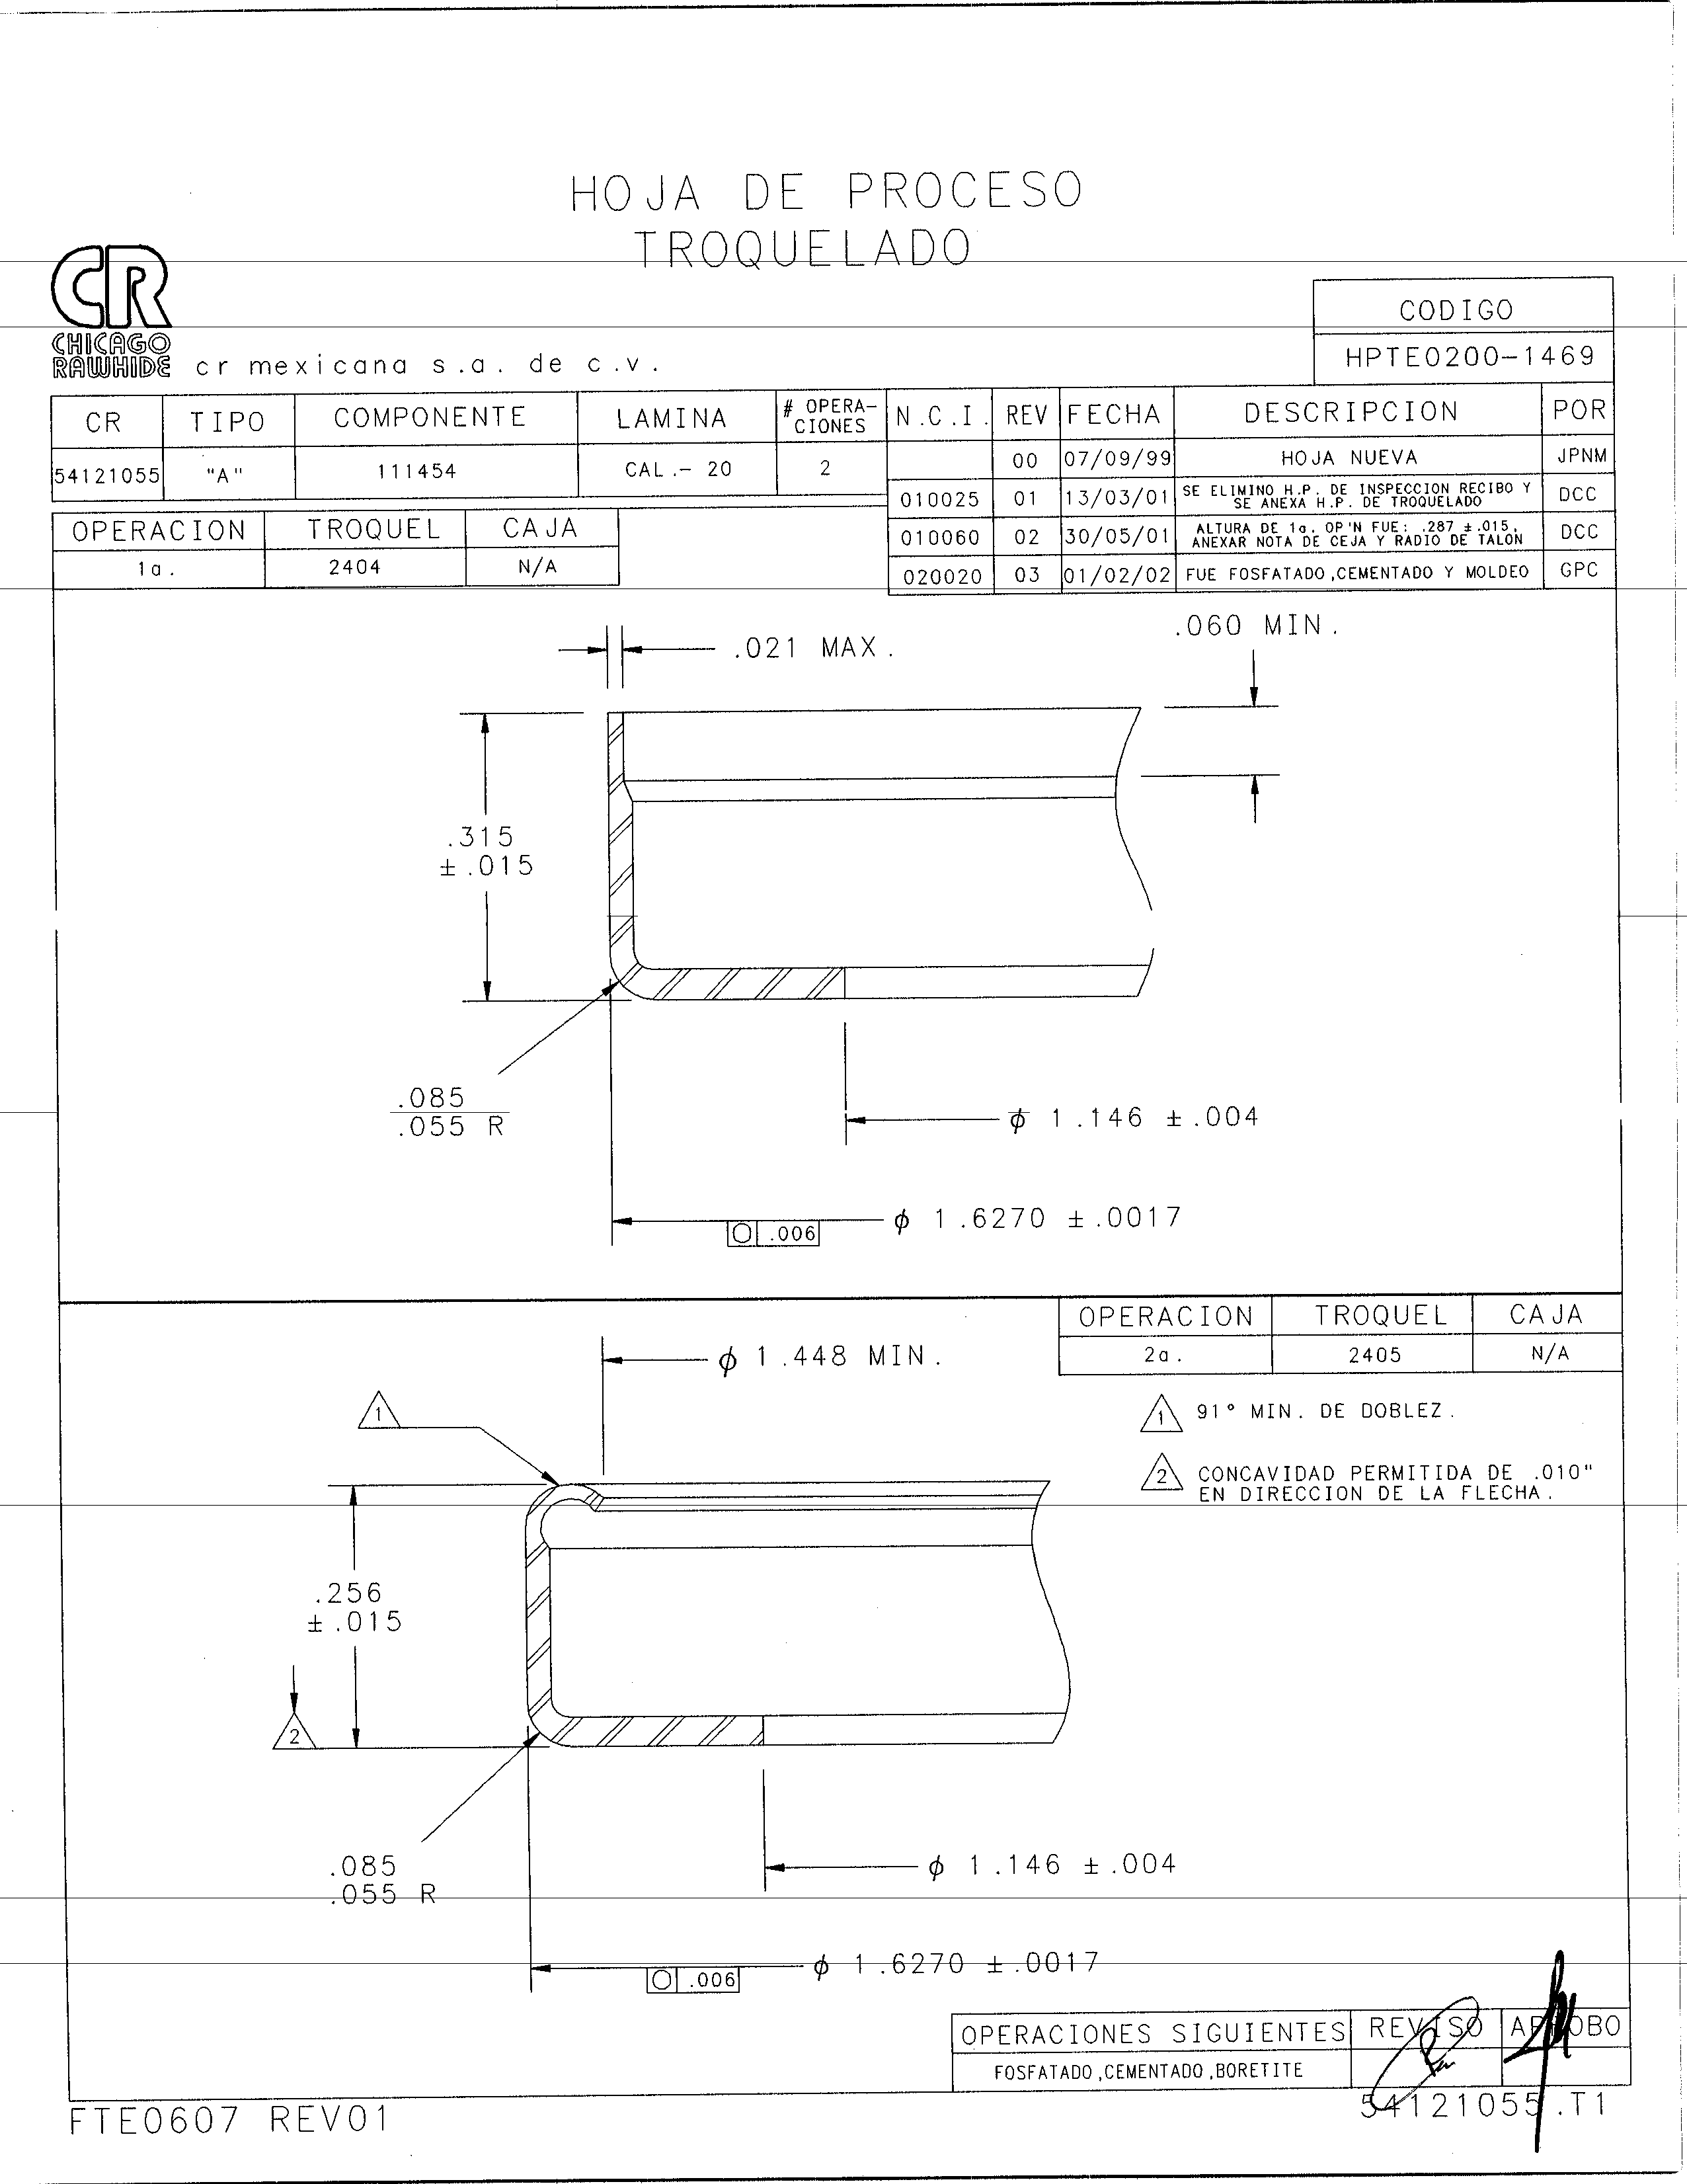 HOJA DE PROCESO
TROQUELADO
CR
CHICAGO
RAWHIDE
cr mexicana s.a. de c.v.
CODIGO
HPTE0200-1469
CR TIPO COMPONENTE LAMINA # OPERA-
CIONES
54121055 "A" 111454 CAL.- 20 2
N.C.I. REV FECHA DESCRIPCION POR
00 07/09/99 HOJA NUEVA JPNM
010025 01 13/03/01 SE ELIMINO H.P. DE INSPECCION RECIBO Y
SE ANEXA H.P. DE TROQUELADO DCC
010060 02 30/05/01 ALTURA DE 1a. OP'N FUE: .287 ±.015,
ANEXAR NOTA DE CEJA Y RADIO DE TALON DCC
020020 03 01/02/02 FUE FOSFATADO,CEMENTADO Y MOLDEO GPC
OPERACION TROQUEL CAJA
1a. 2404 N/A
.021 MAX.
.060 MIN.
.315
±.015
.085
.055 R
ϕ 1.146 ±.004
ϕ 1.6270 ±.0017
○ .006
OPERACION TROQUEL CAJA
2a. 2405 N/A
ϕ 1.448 MIN.
1
1 91° MIN. DE DOBLEZ.
2 CONCAVIDAD PERMITIDA DE .010"
EN DIRECCION DE LA FLECHA.
.256
±.015
2
.085
.055 R
ϕ 1.146 ±.004
ϕ 1.6270 ±.0017
○ .006
OPERACIONES SIGUIENTES REVISO APROBO
FOSFATADO,CEMENTADO,BORETITE
FTE0607 REV01
54121055.T1